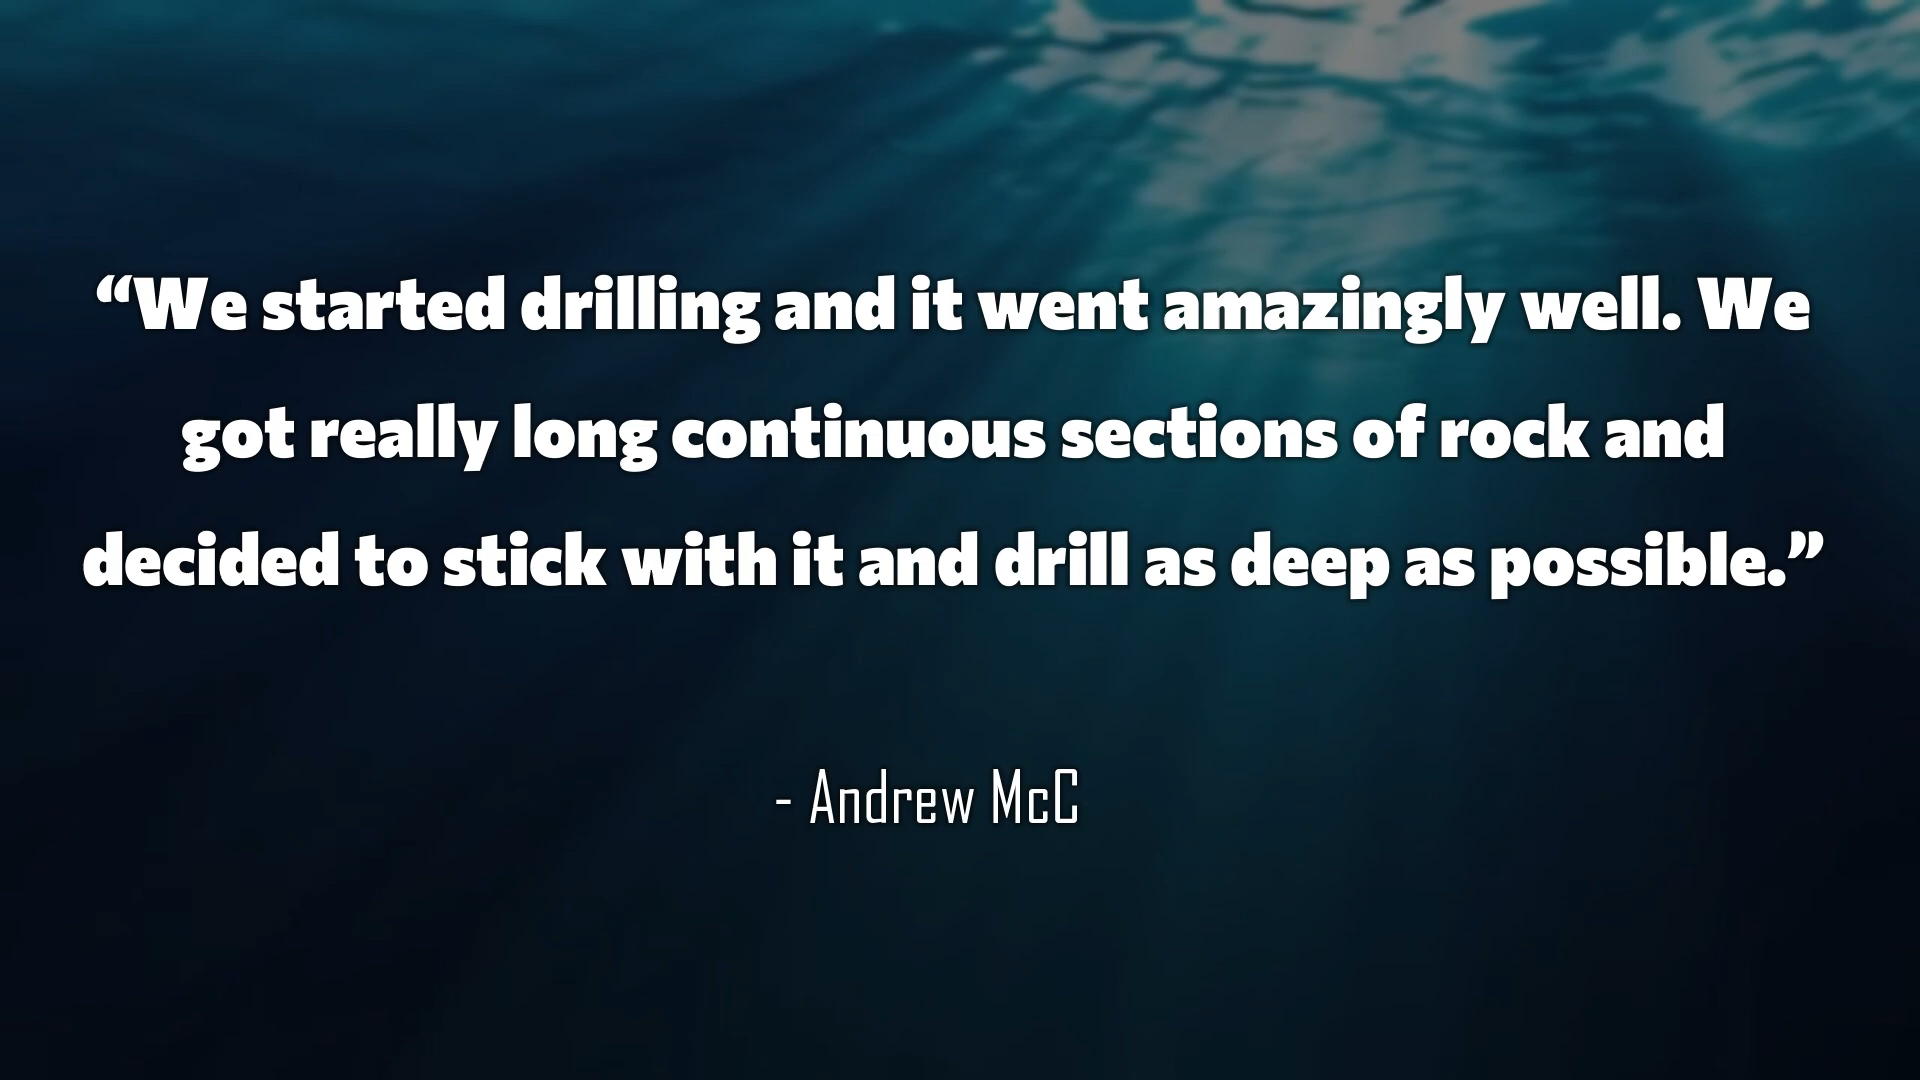 “We started drilling and it went amazingly well. We
got really long continuous sections of rock and
decided to stick with it and drill as deep as possible.”
- Andrew McC